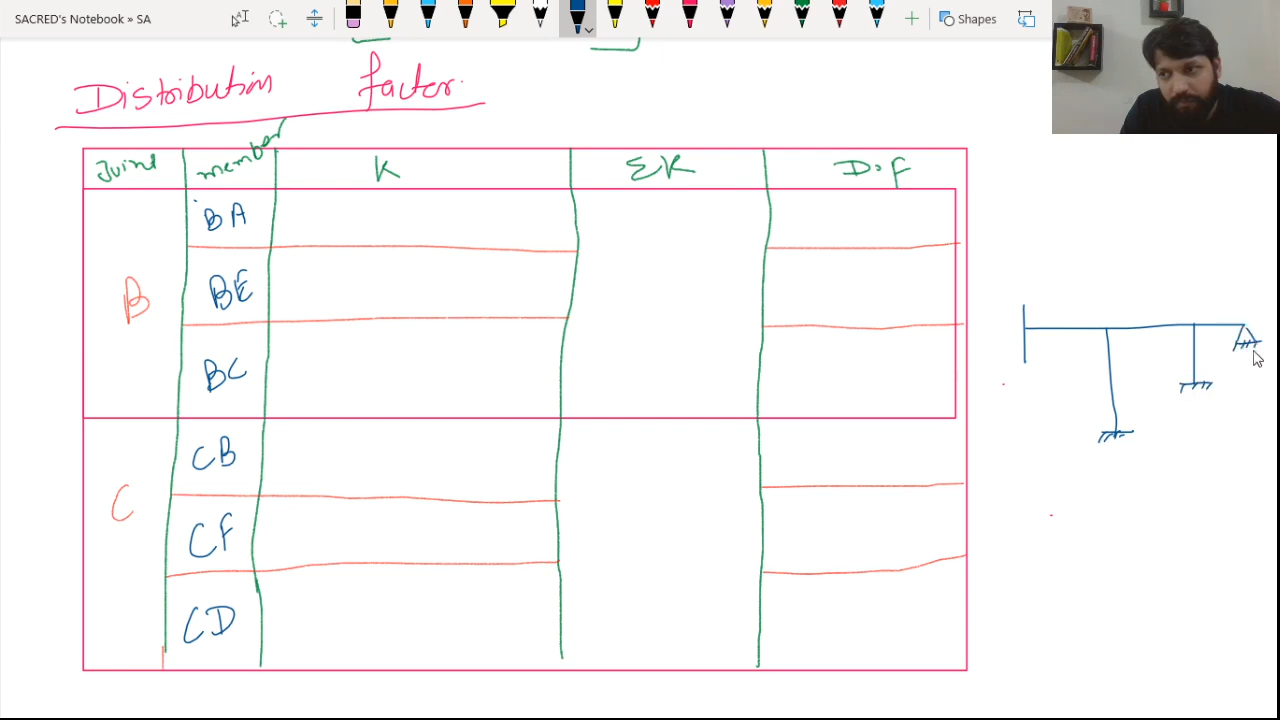 SACRED's Notebook » SA
Shapes
Distribution factor.
Joint member K ΣK D.F
B
BA
BE
BC
C
CB
CF
CD